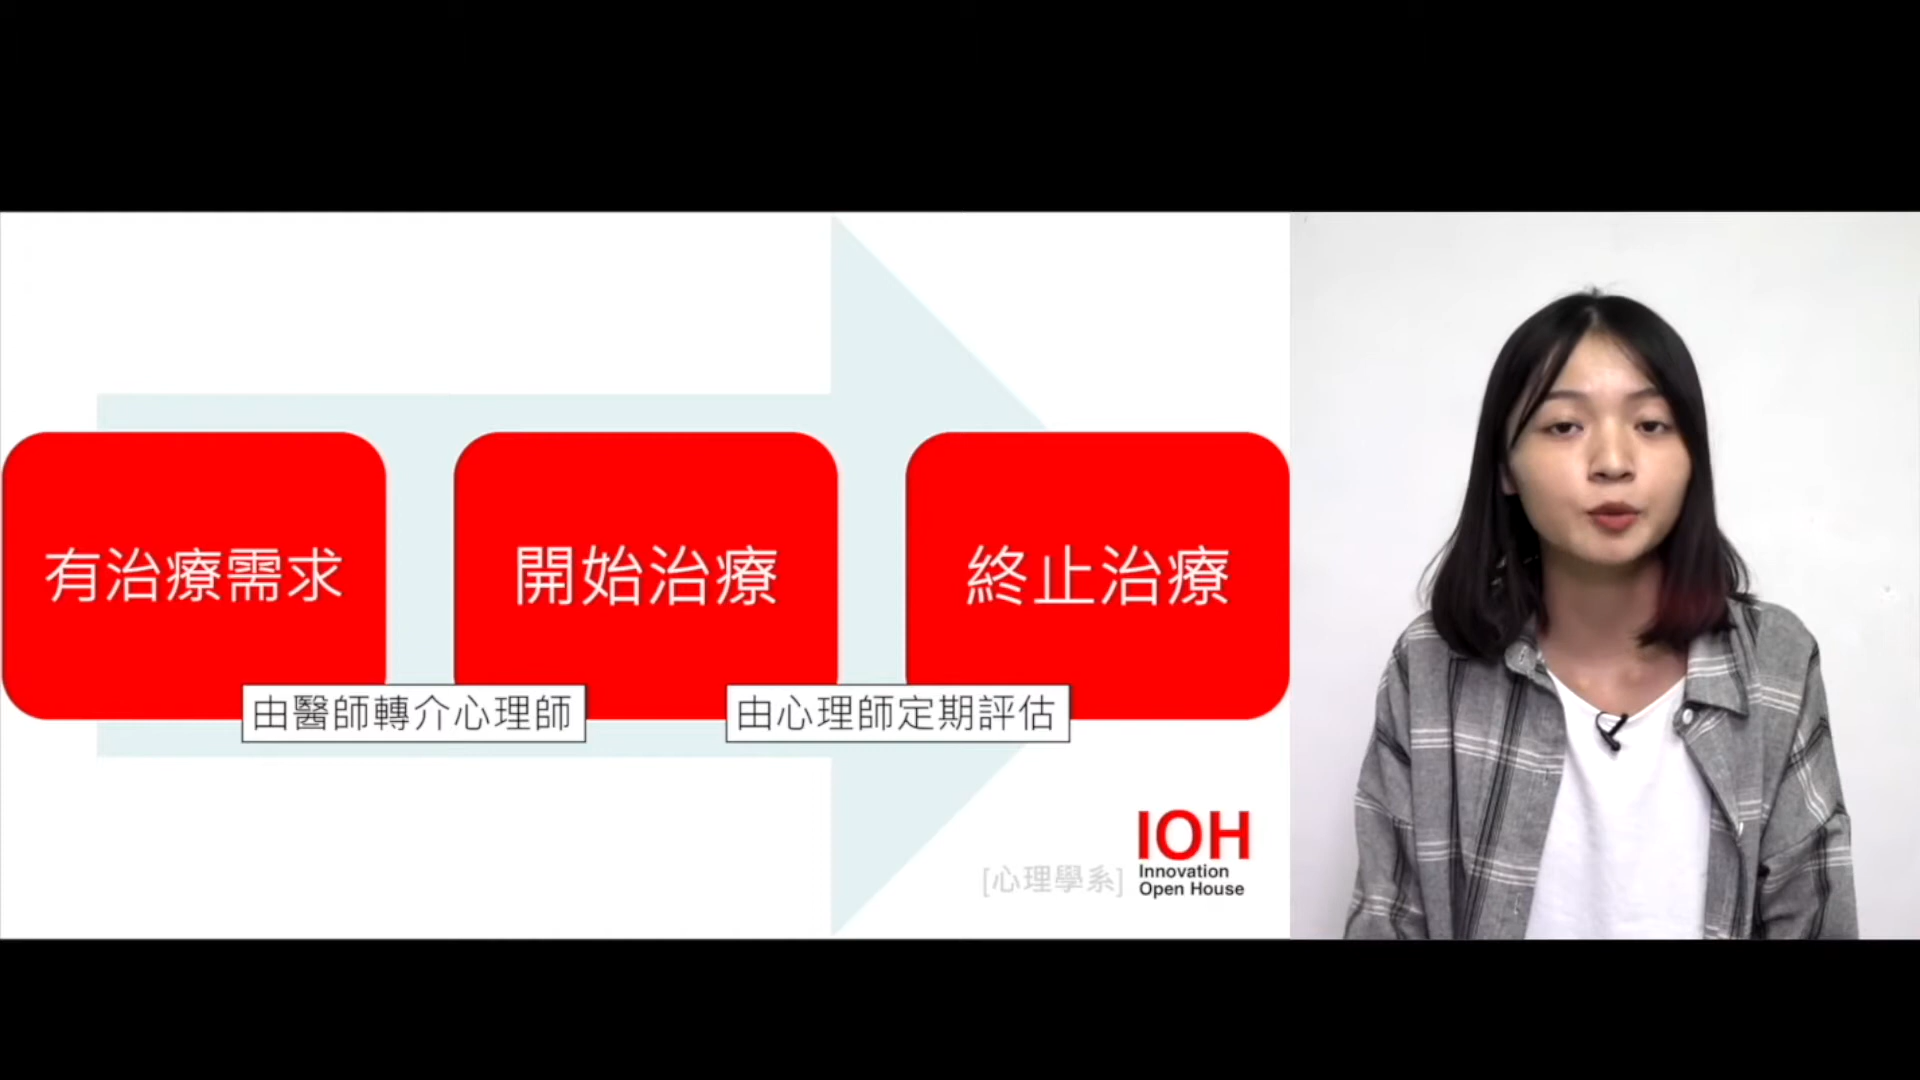 有治療需求
開始治療
終止治療
由醫師轉介心理師
由心理師定期評估
[心理學系]
IOH
Innovation
Open House